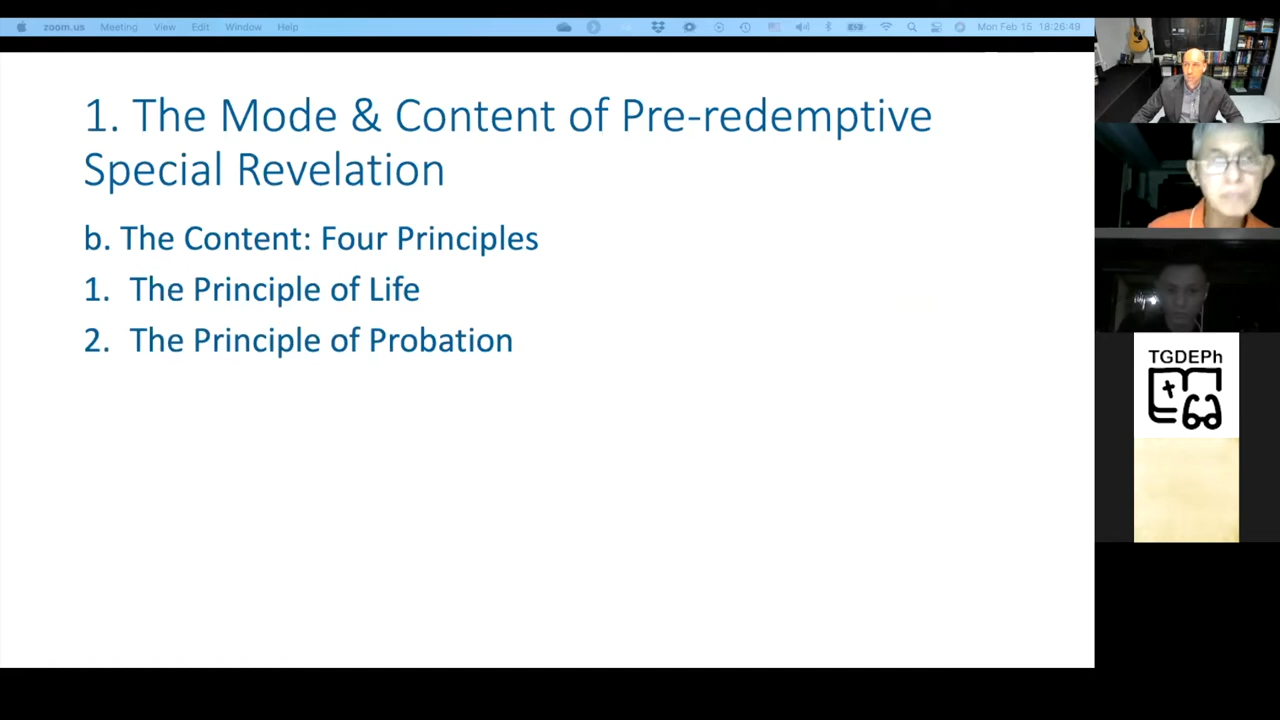 zoom.us Meeting View Edit Window Help Mon Feb 15 18:26:49
1. The Mode & Content of Pre-redemptive
Special Revelation
b. The Content: Four Principles
1. The Principle of Life
2. The Principle of Probation
TGDEPh